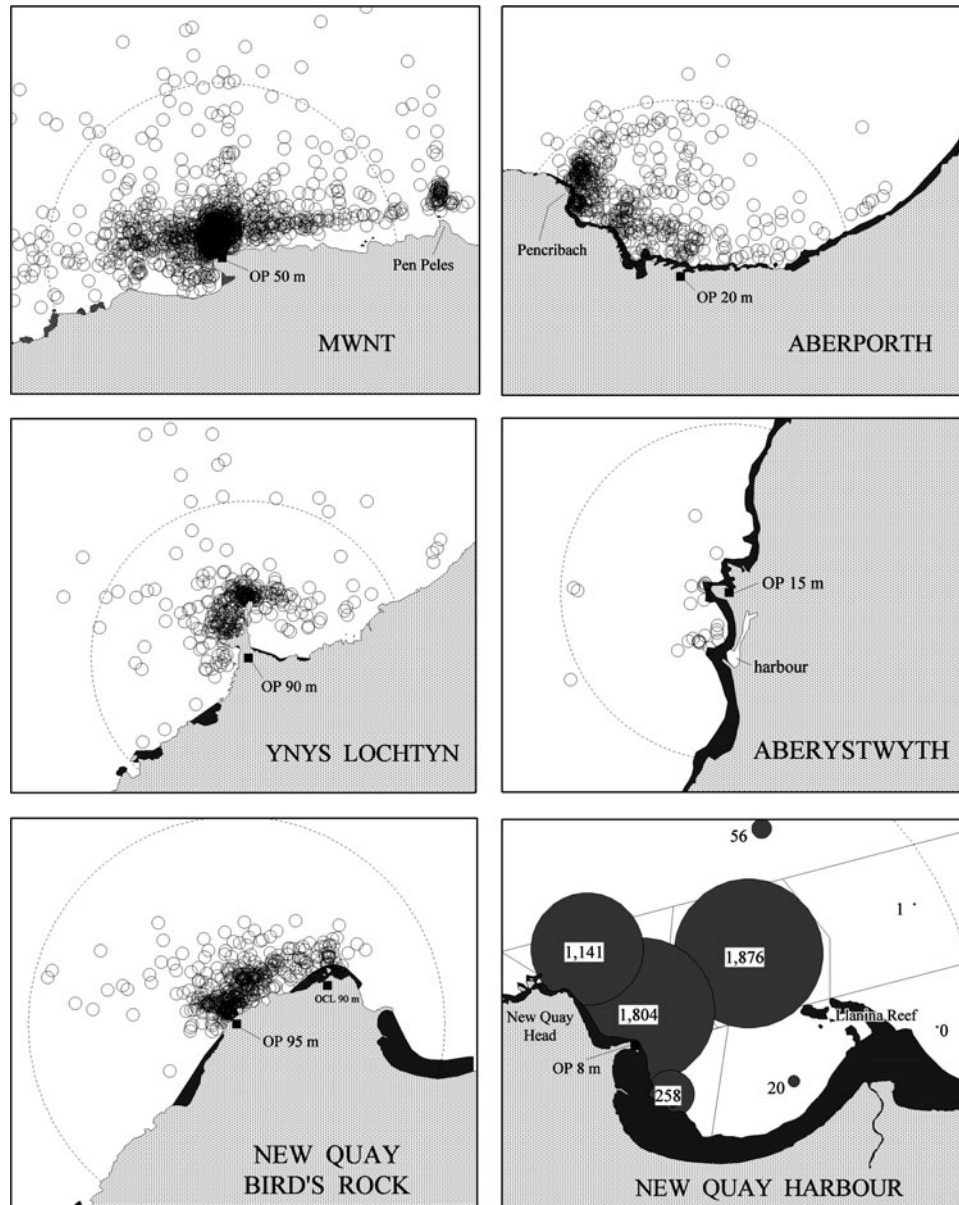 Pen Peles
OP 50 m
MWNT
Pencribach
OP 20 m
ABERPORTH
OP 90 m
YNYS LOCHTYN
OP 15 m
harbour
ABERYSTWYTH
OCL 90 m
OP 95 m
NEW QUAY
BIRD'S ROCK
56
1
1,141
1,876
1,804
New Quay
Head
Llanina Reef
0
OP 8 m
258
20
NEW QUAY HARBOUR